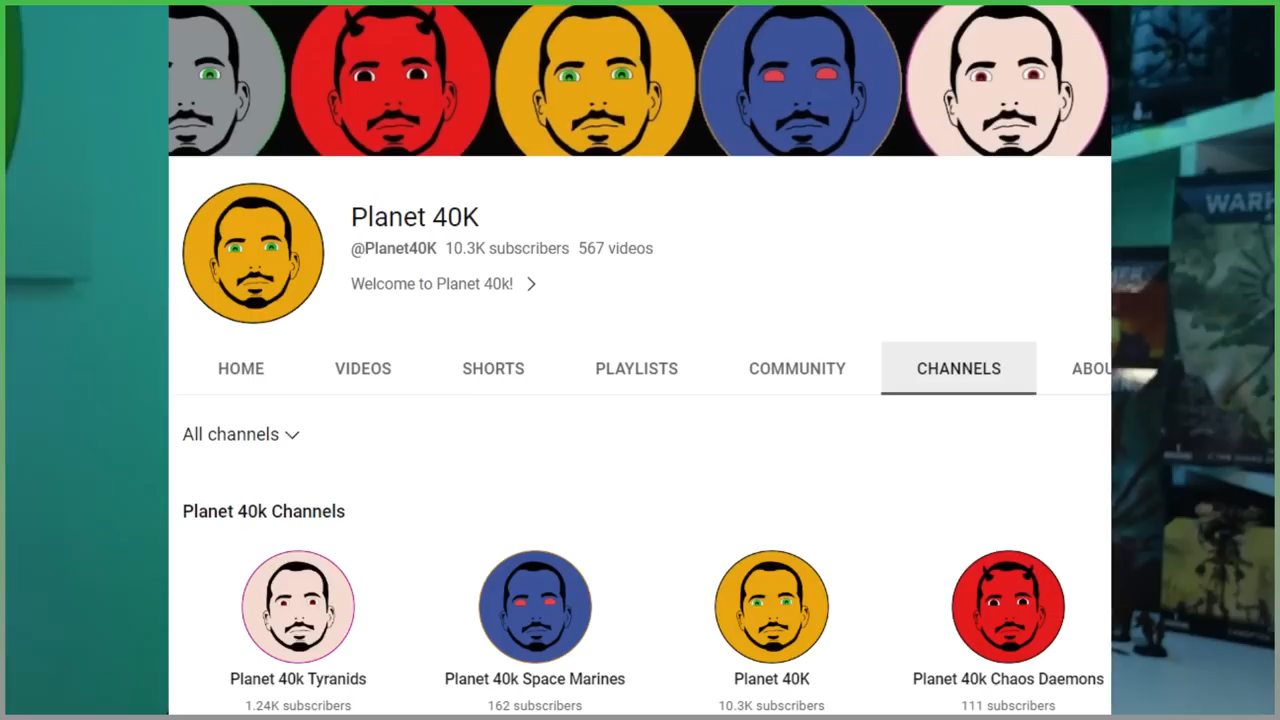 Planet 40K
@Planet40K 10.3K subscribers 567 videos
Welcome to Planet 40k!
HOME VIDEOS SHORTS PLAYLISTS COMMUNITY CHANNELS ABOU
All channels
Planet 40k Channels
Planet 40k Tyranids Planet 40k Space Marines Planet 40K Planet 40k Chaos Daemons
1.24K subscribers 162 subscribers 10.3K subscribers 111 subscribers
WARH